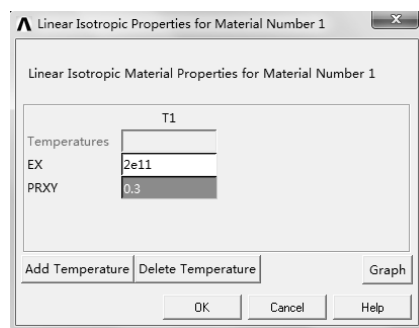 Linear Isotropic Properties for Material Number 1
Linear Isotropic Material Properties for Material Number 1
T1
Temperatures
EX 2e11
PRXY 0.3
Add Temperature Delete Temperature Graph
OK Cancel Help